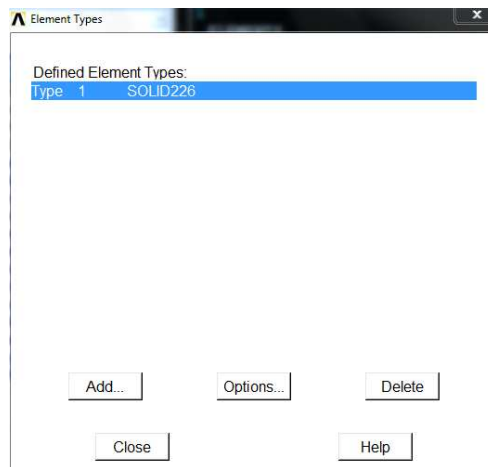 Element Types
Defined Element Types:
Type 1 SOLID226
Add... Options... Delete
Close Help